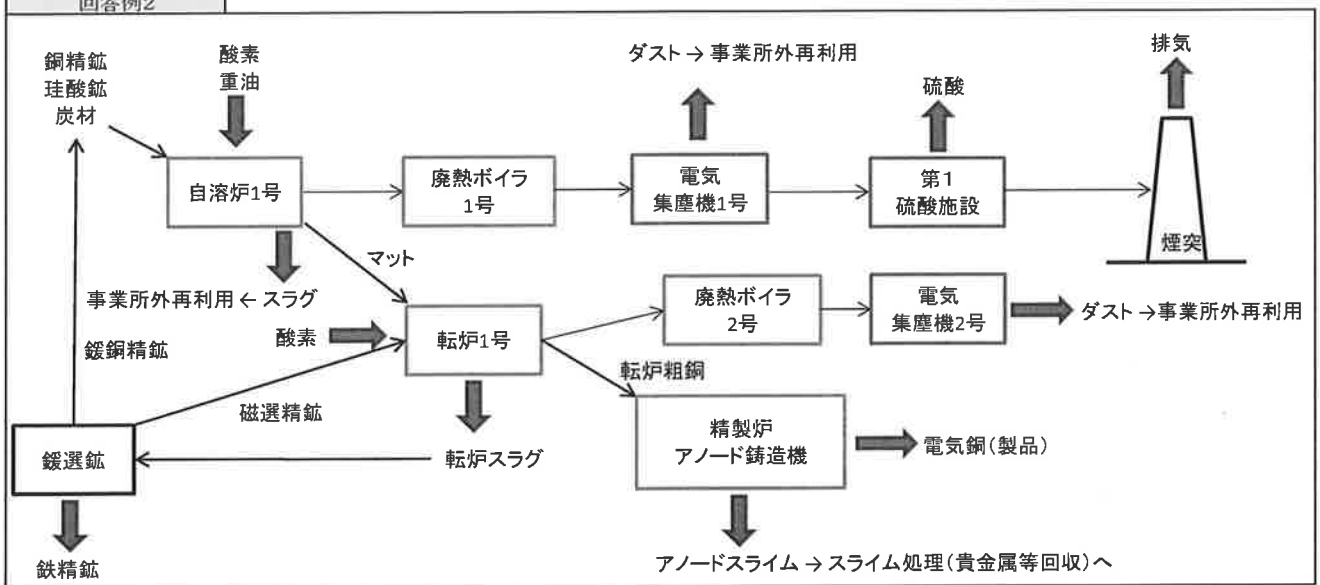 回答例2
銅精鉱
珪酸鉱
炭材
酸素
重油
ダスト → 事業所外再利用
硫酸
排気
自溶炉1号
廃熱ボイラ
1号
電気
集塵機1号
第1
硫酸施設
煙突
マット
事業所外再利用 ← スラグ
廃熱ボイラ
2号
電気
集塵機2号
ダスト →事業所外再利用
酸素
転炉1号
鍰銅精鉱
転炉粗銅
磁選精鉱
精製炉
アノード鋳造機
電気銅(製品)
鍰選鉱
転炉スラグ
鉄精鉱
アノードスライム → スライム処理(貴金属等回収)へ